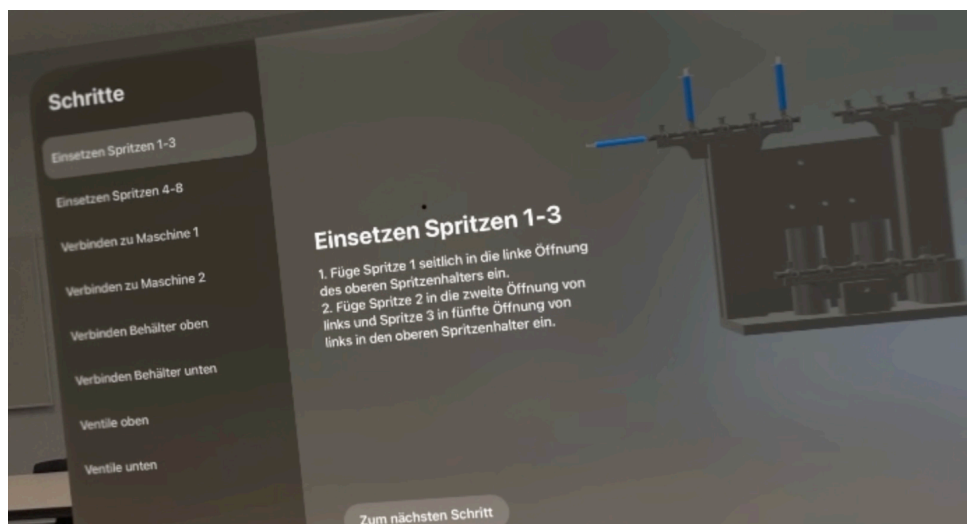 Schritte
Einsetzen Spritzen 1-3
Einsetzen Spritzen 4-8
Verbinden zu Maschine 1
Verbinden zu Maschine 2
Verbinden Behälter oben
Verbinden Behälter unten
Ventile oben
Ventile unten
Einsetzen Spritzen 1-3
1. Füge Spritze 1 seitlich in die linke Öffnung
des oberen Spritzenhalters ein.
2. Füge Spritze 2 in die zweite Öffnung von
links und Spritze 3 in fünfte Öffnung von
links in den oberen Spritzenhalter ein.
Zum nächsten Schritt